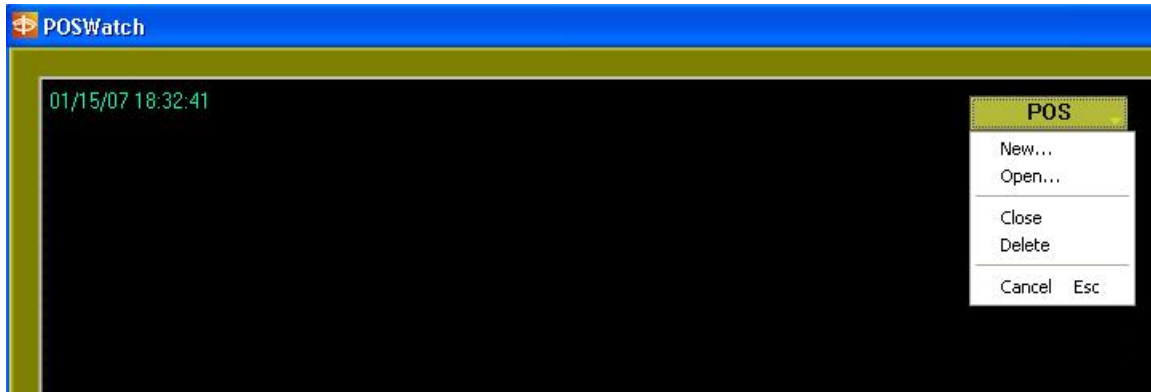 POSWatch
01/15/07 18:32:41
POS
New...
Open...
Close
Delete
Cancel Esc